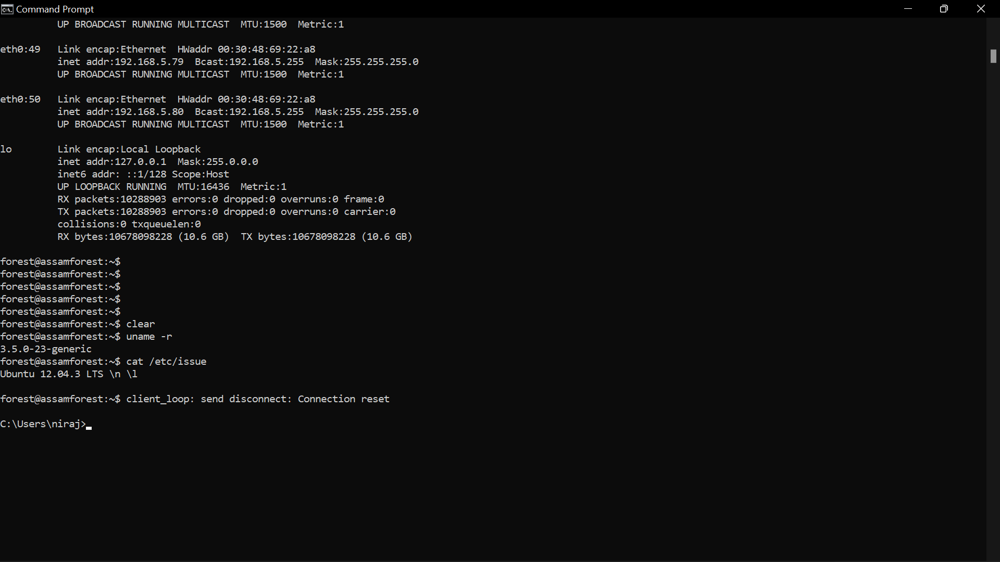 Command Prompt
UP BROADCAST RUNNING MULTICAST  MTU:1500  Metric:1
eth0:49   Link encap:Ethernet  HWaddr 00:30:48:69:22:a8
inet addr:192.168.5.79  Bcast:192.168.5.255  Mask:255.255.255.0
UP BROADCAST RUNNING MULTICAST  MTU:1500  Metric:1
eth0:50   Link encap:Ethernet  HWaddr 00:30:48:69:22:a8
inet addr:192.168.5.80  Bcast:192.168.5.255  Mask:255.255.255.0
UP BROADCAST RUNNING MULTICAST  MTU:1500  Metric:1
lo        Link encap:Local Loopback
inet addr:127.0.0.1  Mask:255.0.0.0
inet6 addr: ::1/128 Scope:Host
UP LOOPBACK RUNNING  MTU:16436  Metric:1
RX packets:10288903 errors:0 dropped:0 overruns:0 frame:0
TX packets:10288903 errors:0 dropped:0 overruns:0 carrier:0
collisions:0 txqueuelen:0
RX bytes:10678098228 (10.6 GB)  TX bytes:10678098228 (10.6 GB)
forest@assamforest:~$
forest@assamforest:~$
forest@assamforest:~$
forest@assamforest:~$
forest@assamforest:~$
forest@assamforest:~$ clear
forest@assamforest:~$ uname -r
3.5.0-23-generic
forest@assamforest:~$ cat /etc/issue
Ubuntu 12.04.3 LTS \n \l
forest@assamforest:~$ client_loop: send disconnect: Connection reset
C:\Users\niraj>